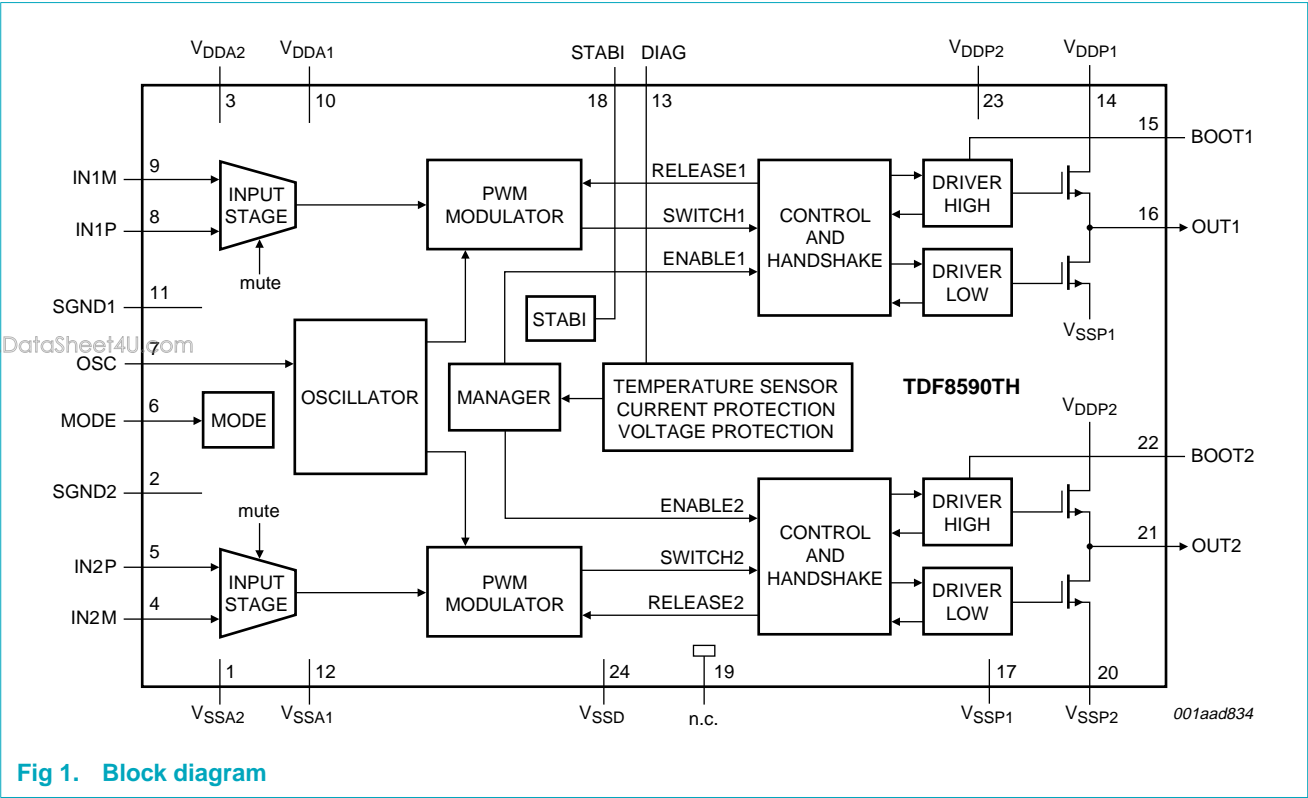 VDDA2 VDDA1 STABI DIAG VDDP2 VDDP1
3 10 18 13 23 14
15 BOOT1
IN1M 9
INPUT
STAGE
IN1P 8
mute
PWM
MODULATOR
RELEASE1
SWITCH1
ENABLE1
CONTROL
AND
HANDSHAKE
DRIVER
HIGH
DRIVER
LOW
16 OUT1
VSSP1
SGND1 11
STABI
DataSheet4U.com
OSC 7
OSCILLATOR
MANAGER
TEMPERATURE SENSOR
CURRENT PROTECTION
VOLTAGE PROTECTION
TDF8590TH
MODE 6
MODE
VDDP2
22 BOOT2
SGND2 2
mute
IN2P 5
INPUT
STAGE
IN2M 4
PWM
MODULATOR
ENABLE2
SWITCH2
RELEASE2
CONTROL
AND
HANDSHAKE
DRIVER
HIGH
DRIVER
LOW
21 OUT2
1 12 24 19 17 20
VSSA2 VSSA1 VSSD n.c. VSSP1 VSSP2
001aad834
Fig 1. Block diagram